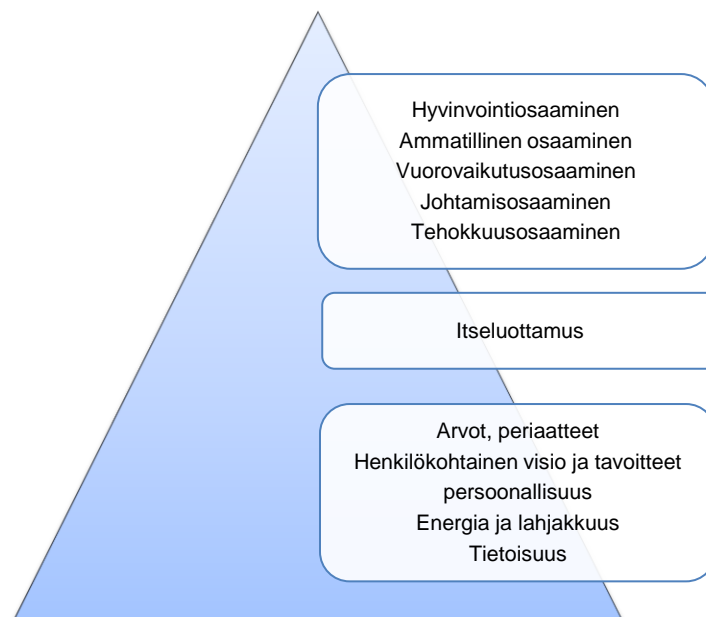 Hyvinvointiosaaminen
Ammatillinen osaaminen
Vuorovaikutusosaaminen
Johtamisosaaminen
Tehokkuusosaaminen
Itseluottamus
Arvot, periaatteet
Henkilökohtainen visio ja tavoitteet
persoonallisuus
Energia ja lahjakkuus
Tietoisuus